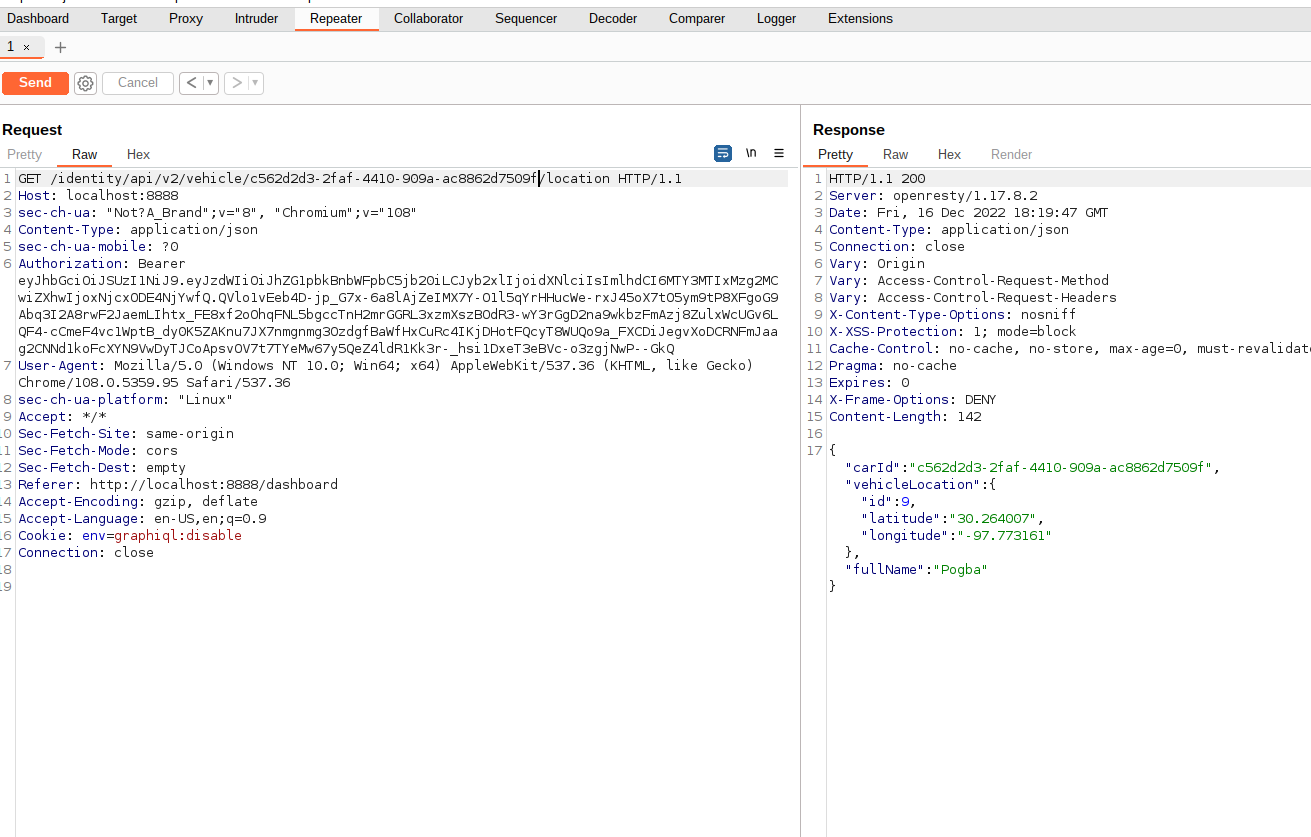 Dashboard Target Proxy Intruder Repeater Collaborator Sequencer Decoder Comparer Logger Extensions
1 × +
Send Cancel < >
Request
Pretty Raw Hex \n
1 GET /identity/api/v2/vehicle/c562d2d3-2faf-4410-909a-ac8862d7509f/location HTTP/1.1
2 Host: localhost:8888
3 sec-ch-ua: "Not?A_Brand";v="8", "Chromium";v="108"
4 Content-Type: application/json
5 sec-ch-ua-mobile: ?0
6 Authorization: Bearer
eyJhbGciOiJSUzI1NiJ9.eyJzdWIiOiJhZG1pbkBnbWFpbC5jb20iLCJyb2xlIjoidXNlciIsImlhdCI6MTY3MTIxMzg2MC
wiZXhwIjoxNjcxODE4NjYwfQ.QVlo1vEeb4D-jp_G7x-6a8lAjZeIMX7Y-O1l5qYrHHucWe-rxJ45oX7tO5ym9tP8XFgoG9
Abq3I2A8rwF2JaemLIhtx_FE8xf2oOhqFNL5bgccTnH2mrGGRL3xzmXszBOdR3-wY3rGgD2na9wkbzFmAzj8ZulxWcUGv6L
QF4-cCmeF4vc1WptB_dyOK5ZAKnu7JX7nmgnmg3OzdgfBaWfHxCuRc4IKjDHotFQcyT8WUQo9a_FXCDiJegvXoDCRNFmJaa
g2CNNd1koFcXYN9VwDyTJCoApsvOV7t7TYeMw67y5QeZ4ldR1Kk3r-_hsi1DxeT3eBVc-o3zgjNwP--GkQ
7 User-Agent: Mozilla/5.0 (Windows NT 10.0; Win64; x64) AppleWebKit/537.36 (KHTML, like Gecko)
Chrome/108.0.5359.95 Safari/537.36
8 sec-ch-ua-platform: "Linux"
9 Accept: */*
10 Sec-Fetch-Site: same-origin
11 Sec-Fetch-Mode: cors
12 Sec-Fetch-Dest: empty
13 Referer: http://localhost:8888/dashboard
14 Accept-Encoding: gzip, deflate
15 Accept-Language: en-US,en;q=0.9
16 Cookie: env=graphiql:disable
17 Connection: close
18
19
Response
Pretty Raw Hex Render
1 HTTP/1.1 200
2 Server: openresty/1.17.8.2
3 Date: Fri, 16 Dec 2022 18:19:47 GMT
4 Content-Type: application/json
5 Connection: close
6 Vary: Origin
7 Vary: Access-Control-Request-Method
8 Vary: Access-Control-Request-Headers
9 X-Content-Type-Options: nosniff
10 X-XSS-Protection: 1; mode=block
11 Cache-Control: no-cache, no-store, max-age=0, must-revalidat
12 Pragma: no-cache
13 Expires: 0
14 X-Frame-Options: DENY
15 Content-Length: 142
16
17 {
"carId":"c562d2d3-2faf-4410-909a-ac8862d7509f",
"vehicleLocation":{
"id":9,
"latitude":"30.264007",
"longitude":"-97.773161"
},
"fullName":"Pogba"
}